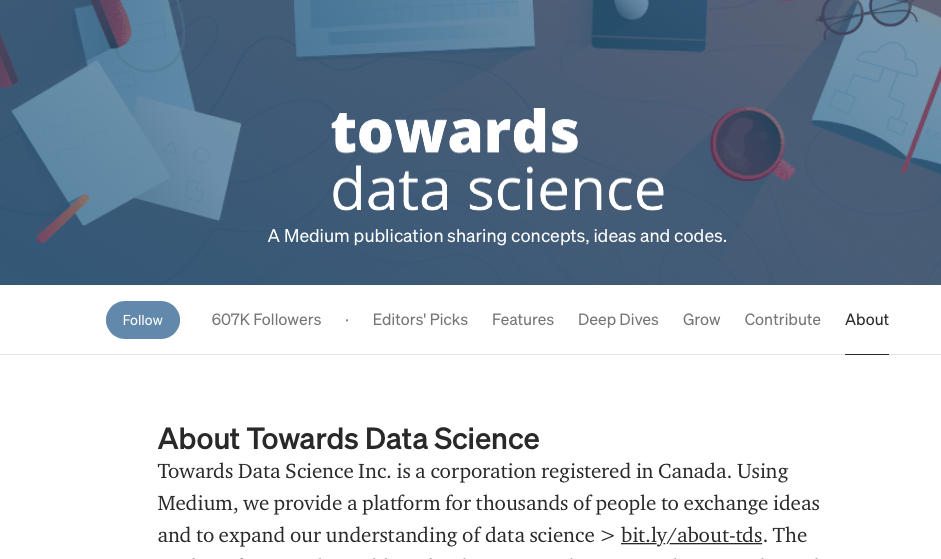 towards
data science
A Medium publication sharing concepts, ideas and codes.
Follow 607K Followers · Editors' Picks Features Deep Dives Grow Contribute About
About Towards Data Science
Towards Data Science Inc. is a corporation registered in Canada. Using
Medium, we provide a platform for thousands of people to exchange ideas
and to expand our understanding of data science > bit.ly/about-tds. The